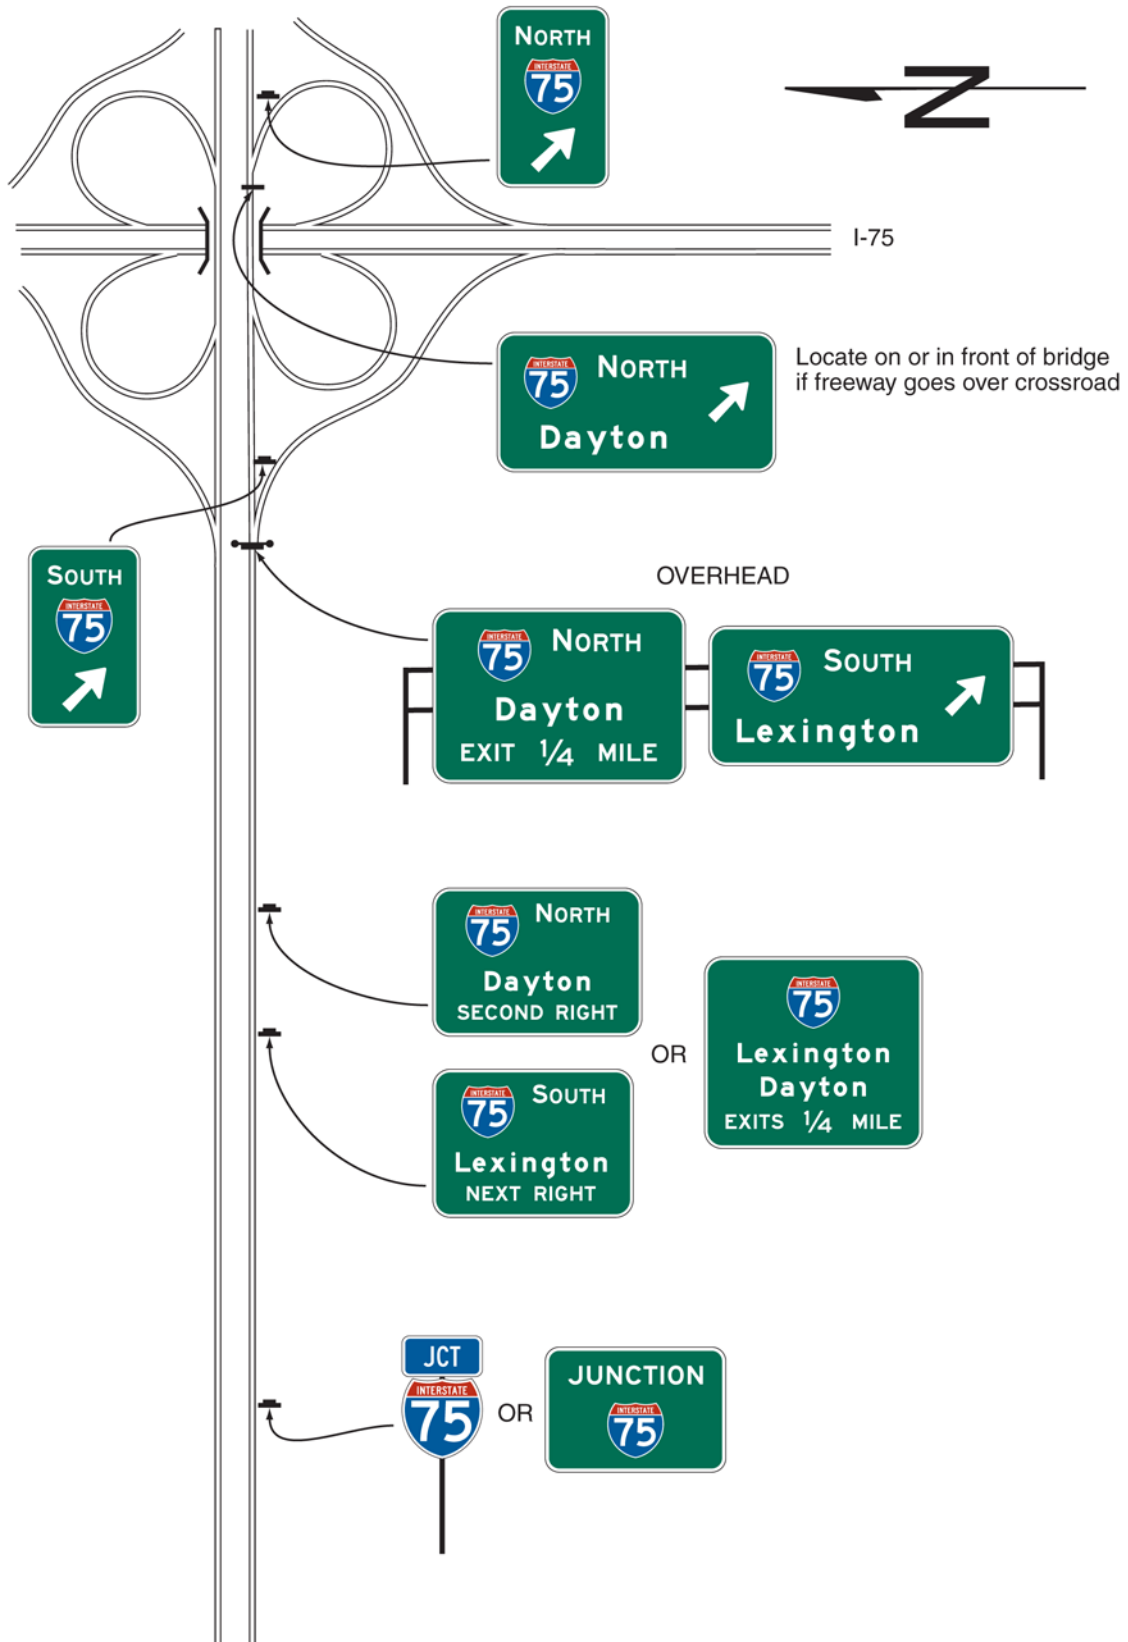 NORTH
INTERSTATE
75
N
I-75
INTERSTATE
75
NORTH
Dayton
Locate on or in front of bridge
if freeway goes over crossroad
SOUTH
INTERSTATE
75
OVERHEAD
INTERSTATE
75
NORTH
Dayton
EXIT 1/4 MILE
INTERSTATE
75
SOUTH
Lexington
INTERSTATE
75
NORTH
Dayton
SECOND RIGHT
INTERSTATE
75
SOUTH
Lexington
NEXT RIGHT
OR
INTERSTATE
75
Lexington
Dayton
EXITS 1/4 MILE
JCT
INTERSTATE
75
OR
JUNCTION
INTERSTATE
75